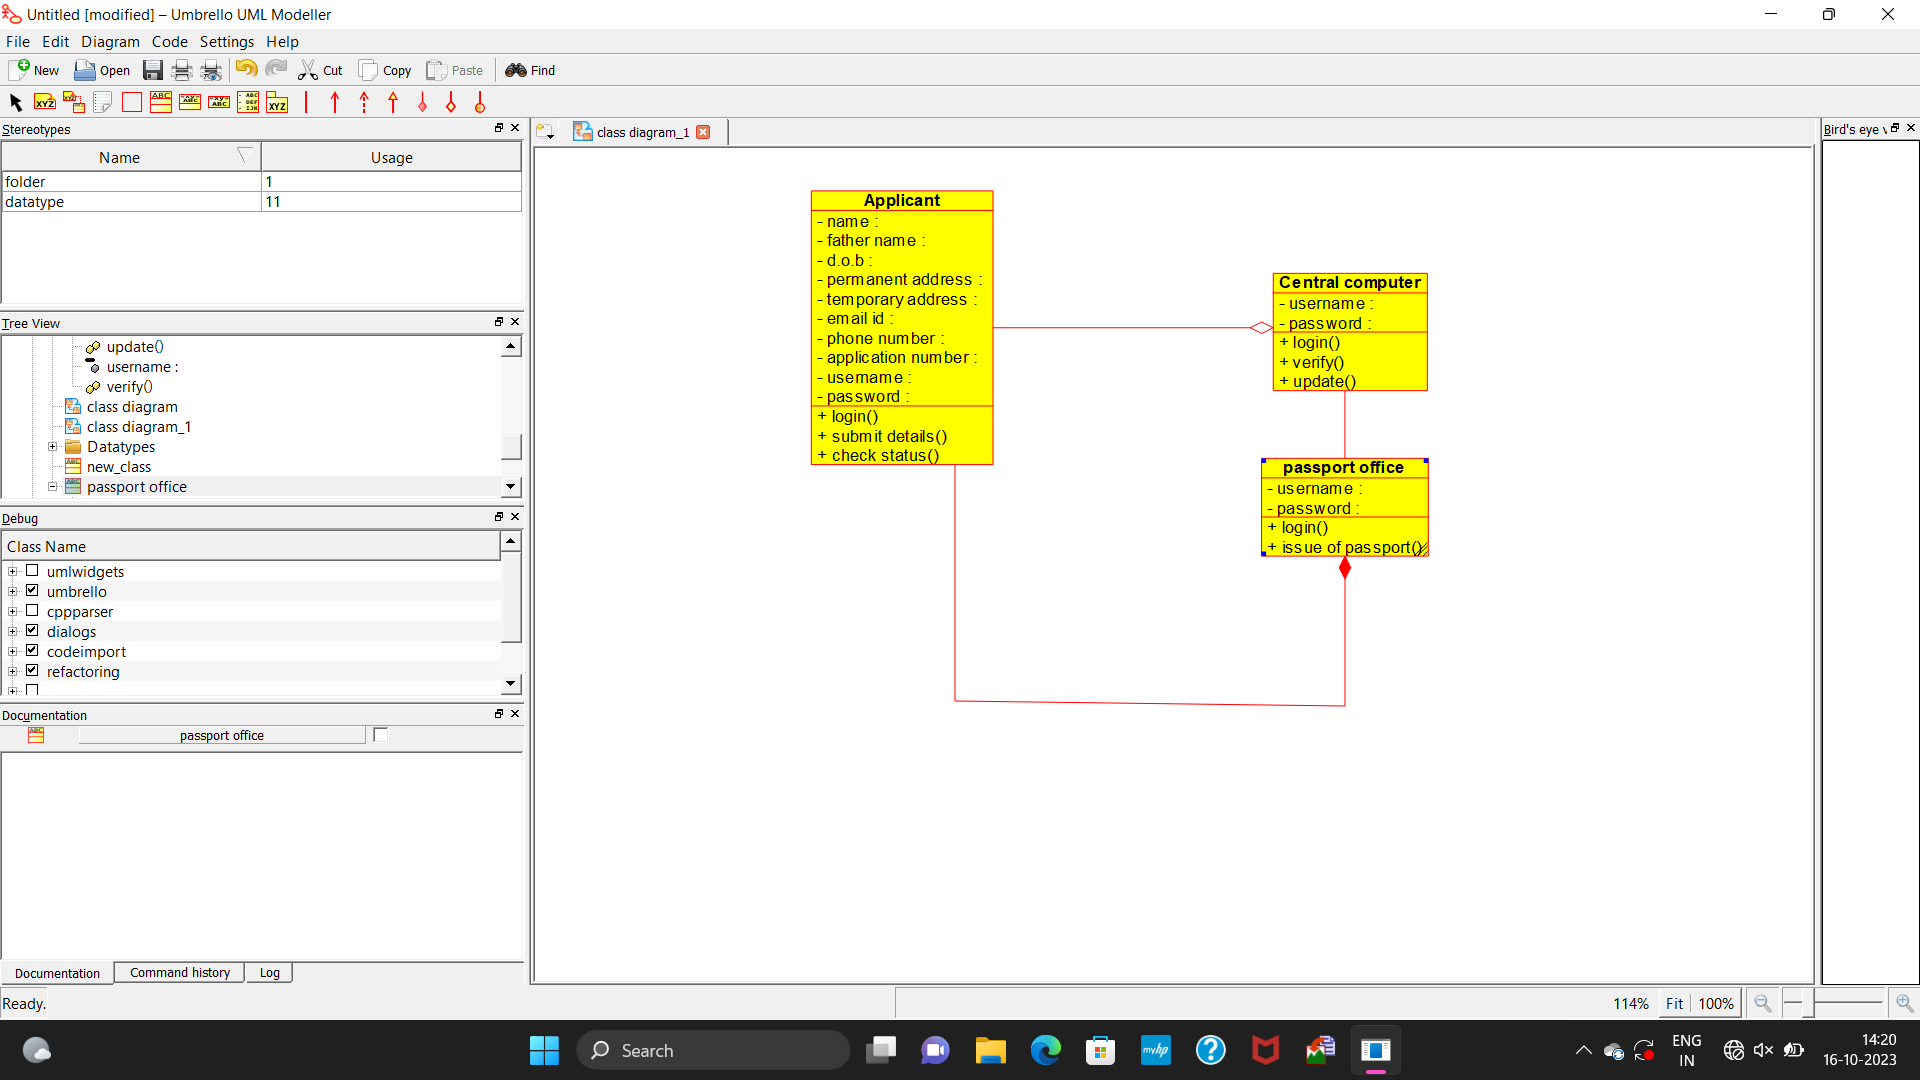 Untitled [modified] – Umbrello UML Modeller
File Edit Diagram Code Settings Help
New Open Cut Copy Paste Find
Stereotypes
Name Usage
folder 1
datatype 11
Tree View
update()
username :
verify()
class diagram
class diagram_1
Datatypes
new_class
passport office
Debug
Class Name
umlwidgets
umbrello
cppparser
dialogs
codeimport
refactoring
Documentation
passport office
Documentation Command history Log
Ready.
class diagram_1
Applicant
- name :
- father name :
- d.o.b :
- permanent address :
- temporary address :
- email id :
- phone number :
- application number :
- username :
- password :
+ login()
+ submit details()
+ check status()
Central computer
- username :
- password :
+ login()
+ verify()
+ update()
passport office
- username :
- password :
+ login()
+ issue of passport()
Bird's eye v
114% Fit 100%
Search
myhp
ENG
IN
14:20
16-10-2023